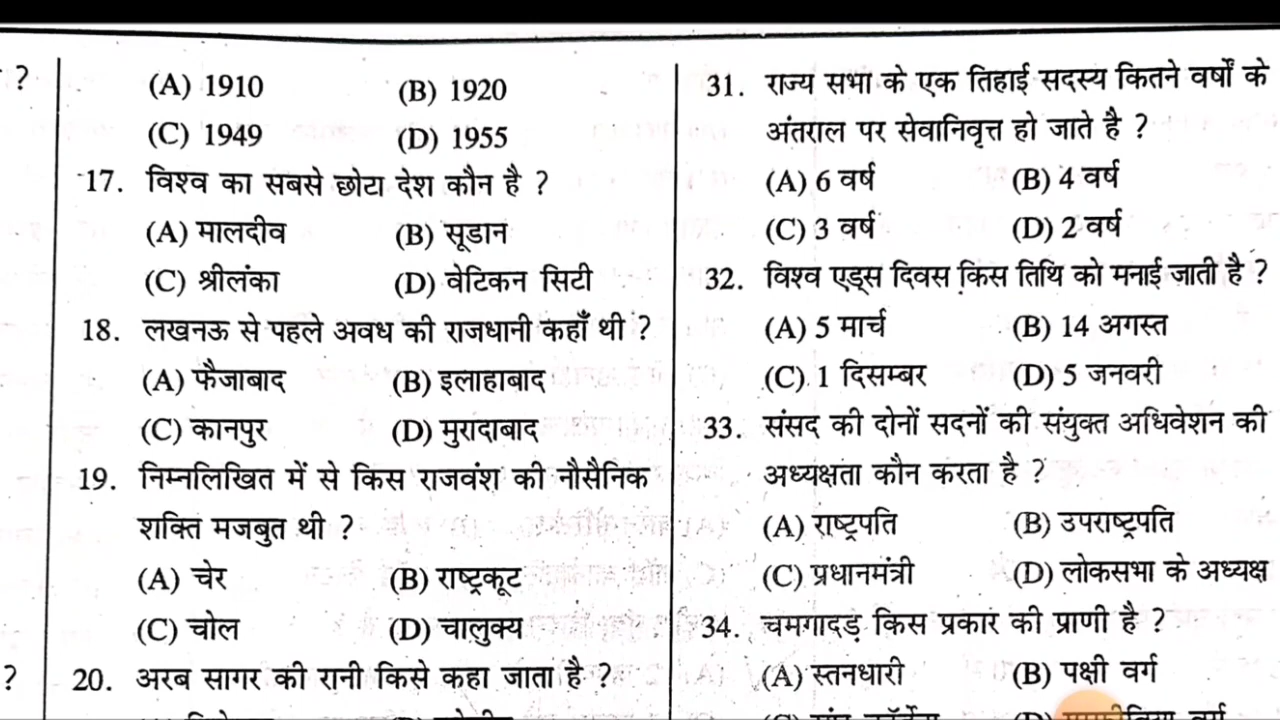 ?
(A) 1910 (B) 1920
(C) 1949 (D) 1955
17. विश्व का सबसे छोटा देश कौन है ?
(A) मालदीव (B) सूडान
(C) श्रीलंका (D) वेटिकन सिटी
18. लखनऊ से पहले अवध की राजधानी कहाँ थी ?
(A) फैजाबाद (B) इलाहाबाद
(C) कानपुर (D) मुरादाबाद
19. निम्नलिखित में से किस राजवंश की नौसैनिक
शक्ति मजबुत थी ?
(A) चेर (B) राष्ट्रकूट
(C) चोल (D) चालुक्य
?
20. अरब सागर की रानी किसे कहा जाता है ?
31. राज्य सभा के एक तिहाई सदस्य कितने वर्षों के
अंतराल पर सेवानिवृत्त हो जाते है ?
(A) 6 वर्ष (B) 4 वर्ष
(C) 3 वर्ष (D) 2 वर्ष
32. विश्व एड्स दिवस किस तिथि को मनाई जाती है ?
(A) 5 मार्च (B) 14 अगस्त
(C) 1 दिसम्बर (D) 5 जनवरी
33. संसद की दोनों सदनों की संयुक्त अधिवेशन की
अध्यक्षता कौन करता है ?
(A) राष्ट्रपति (B) उपराष्ट्रपति
(C) प्रधानमंत्री (D) लोकसभा के अध्यक्ष
34. चमगादड़ किस प्रकार की प्राणी है ?
(A) स्तनधारी (B) पक्षी वर्ग